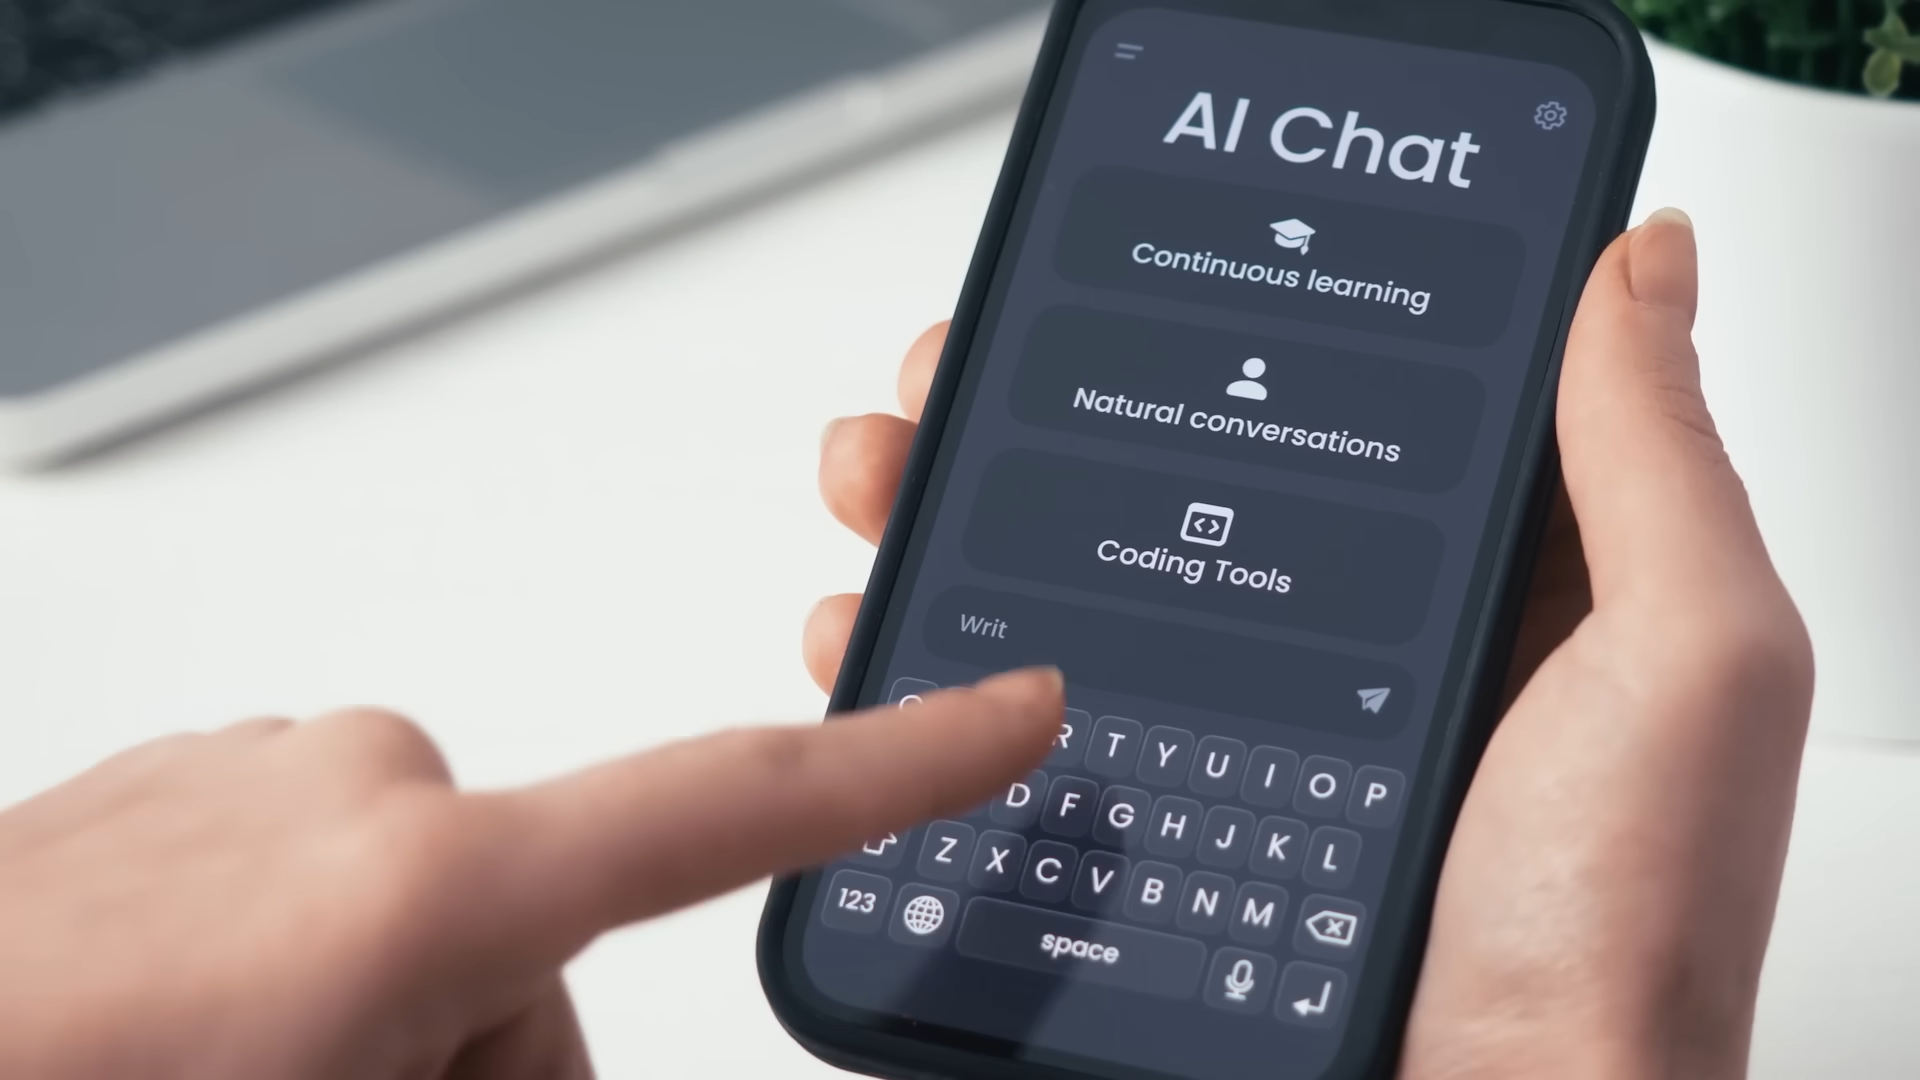 AI Chat
Continuous learning
Natural conversations
Coding Tools
Writ
R T Y U I O P
D F G H J K L
Z X C V B N M
123 space